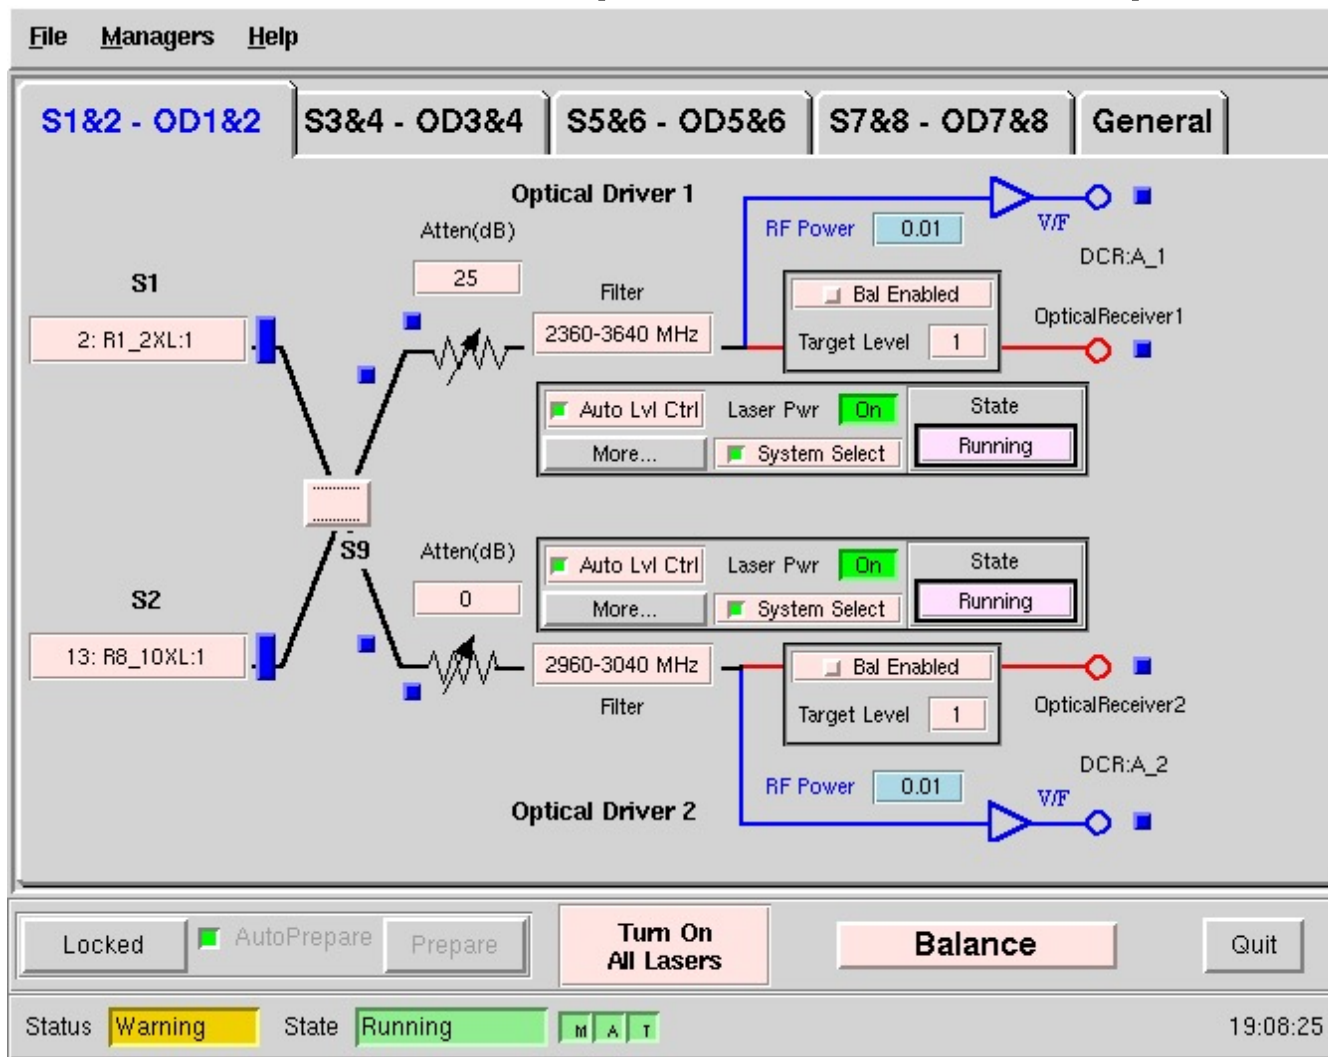 File Managers Help
S1&2 - OD1&2 S3&4 - OD3&4 S5&6 - OD5&6 S7&8 - OD7&8 General
Optical Driver 1
Atten(dB)
RF Power 0.01
V/F
DCR:A_1
S1
25
Filter
Bal Enabled
OpticalReceiver1
2: R1_2XL:1
2360-3640 MHz
Target Level 1
Auto Lvl Ctrl Laser Pwr On State
More... System Select Running
S9
Atten(dB)
Auto Lvl Ctrl Laser Pwr On State
S2
0
More... System Select Running
13: R8_10XL:1
2960-3040 MHz
Bal Enabled
Filter
Target Level 1
OpticalReceiver2
DCR:A_2
RF Power 0.01
V/F
Optical Driver 2
Locked AutoPrepare Prepare
Turn On
All Lasers
Balance
Quit
Status Warning State Running M A T 19:08:25